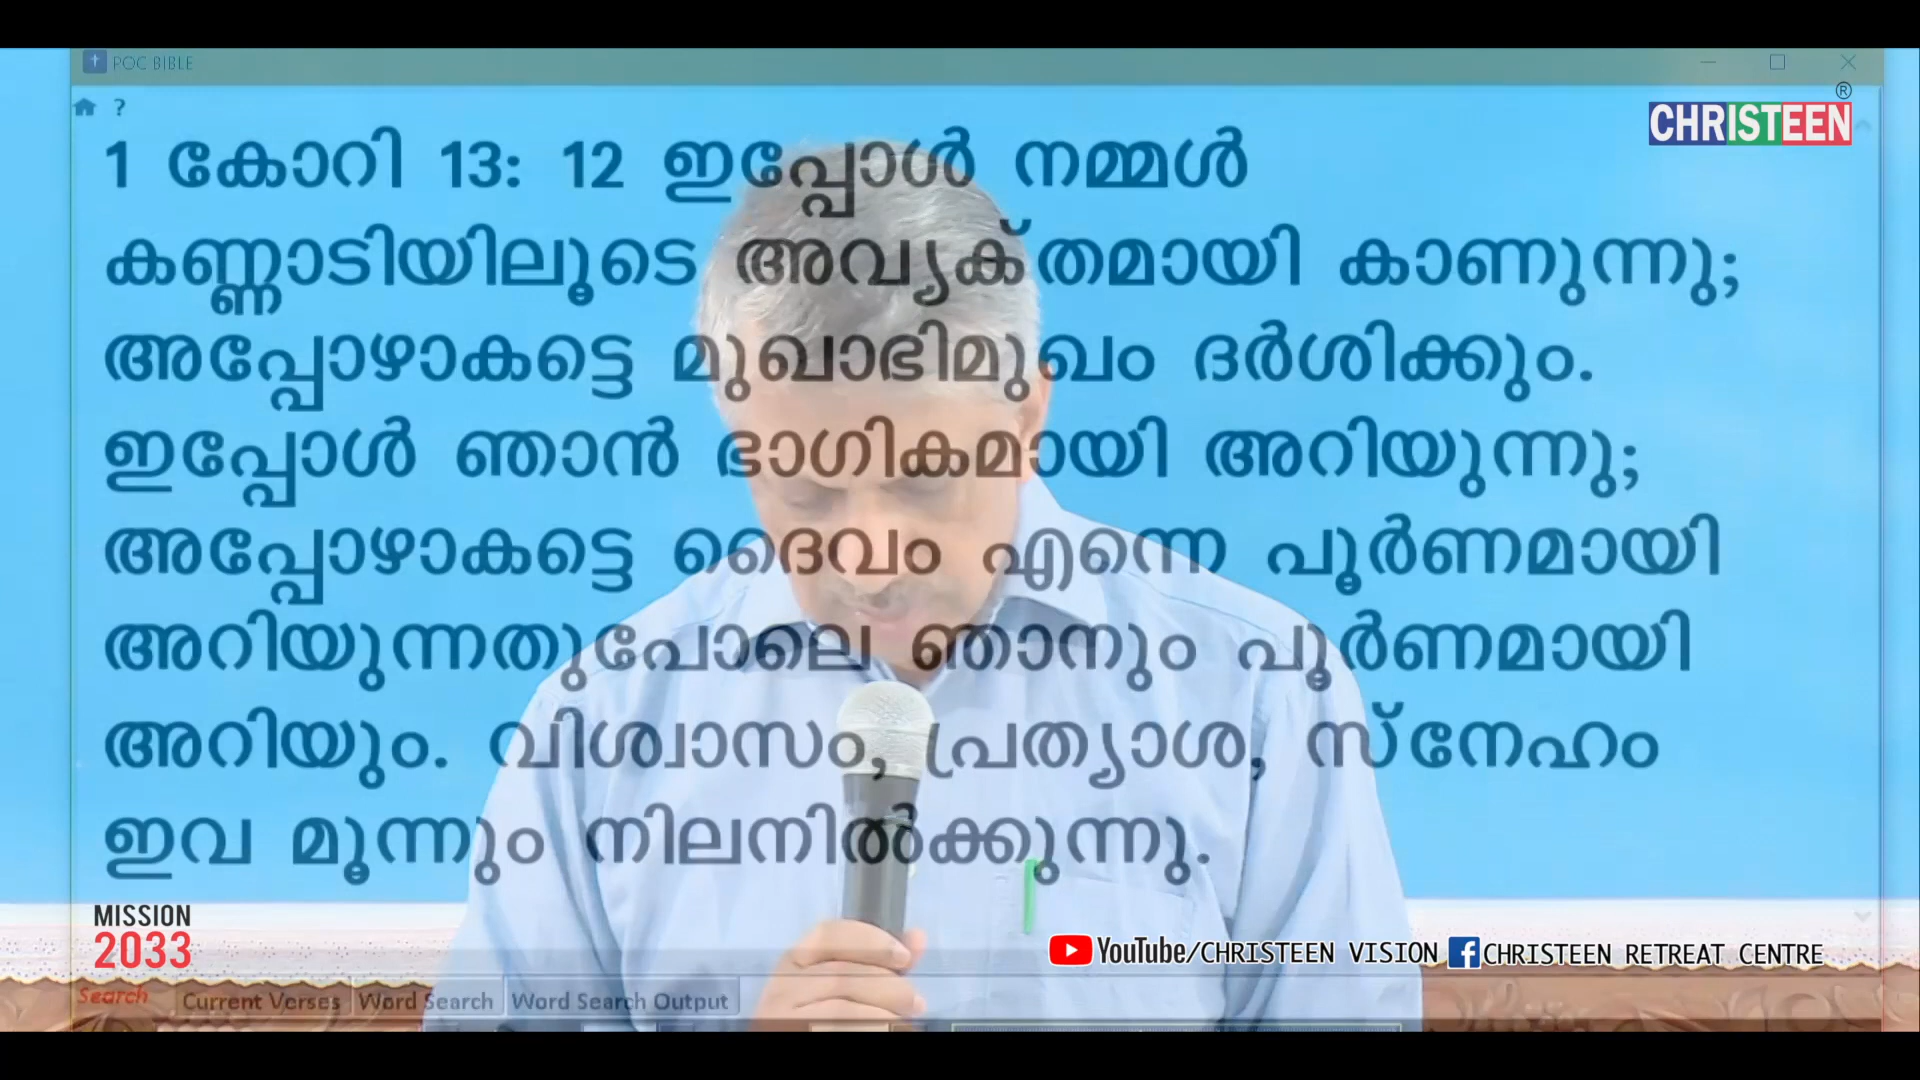 POC BIBLE
?
®
CHRISTEEN
1 കോറി 13: 12 ഇപ്പോൾ നമ്മൾ
കണ്ണാടിയിലൂടെ അവ്യക്തമായി കാണുന്നു;
അപ്പോഴാകട്ടെ മുഖാഭിമുഖം ദർശിക്കും.
ഇപ്പോൾ ഞാൻ ഭാഗികമായി അറിയുന്നു;
അപ്പോഴാകട്ടെ ദൈവം എന്നെ പൂർണമായി
അറിയുന്നതുപോലെ ഞാനും പൂർണമായി
അറിയും. വിശ്വാസം, പ്രത്യാശ, സ്നേഹം
ഇവ മൂന്നും നിലനിൽക്കുന്നു.
MISSION
2033
YouTube/CHRISTEEN VISION f CHRISTEEN RETREAT CENTRE
Search Current Verses Word Search Word Search Output